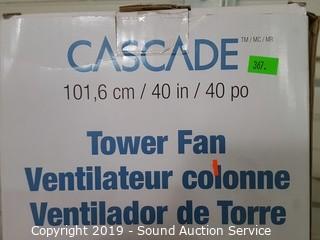 CASCADE TM / MC / MR
367.
101,6 cm / 40 in / 40 po
Tower Fan
Ventilateur colonne
Ventilador de Torre
Copyright 2019 - Sound Auction Service